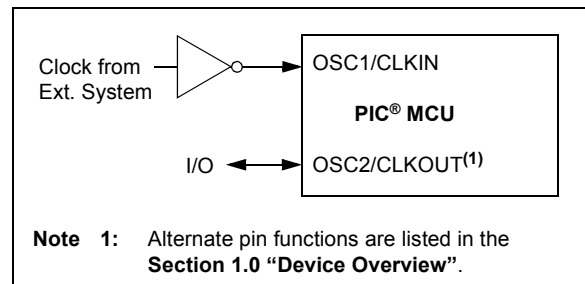 Clock from
Ext. System
OSC1/CLKIN
PIC® MCU
I/O
OSC2/CLKOUT(1)
Note 1: Alternate pin functions are listed in the
Section 1.0 “Device Overview”.